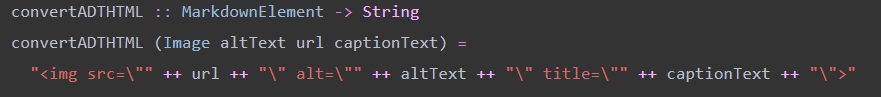 convertADTHTML :: MarkdownElement -> String
convertADTHTML (Image altText url captionText) =
"<img src=\"" ++ url ++ "\" alt=\"" ++ altText ++ "\" title=\"" ++ captionText ++ "\">"